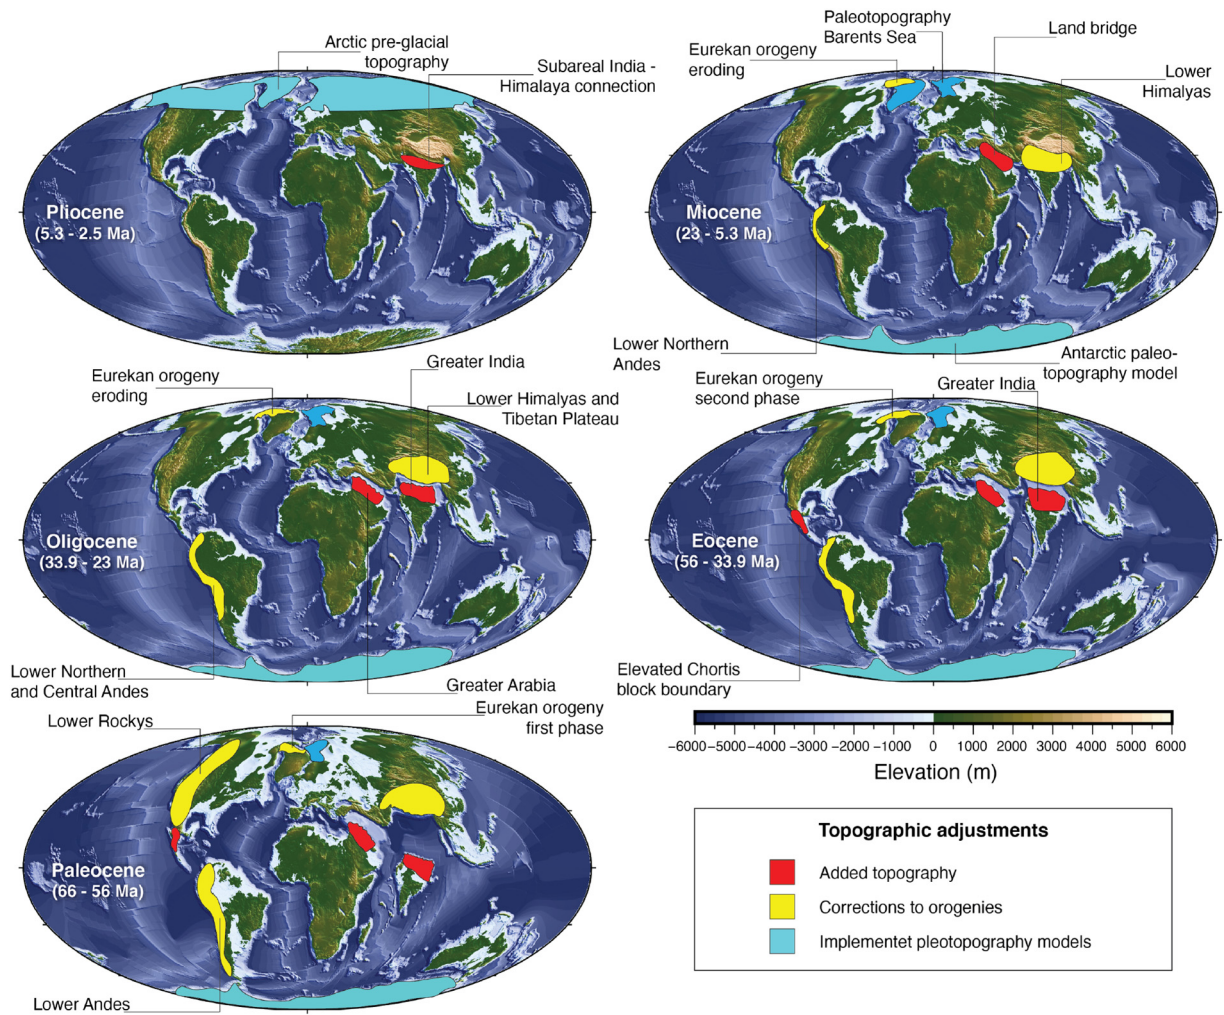 Arctic pre-glacial
topography
Subareal India -
Himalaya connection
Pliocene
(5.3 - 2.5 Ma)
Paleotopography
Barents Sea
Land bridge
Eurekan orogeny
eroding
Lower
Himalyas
Miocene
(23 - 5.3 Ma)
Lower Northern
Andes
Antarctic paleo-
topography model
Eurekan orogeny
eroding
Greater India
Lower Himalyas and
Tibetan Plateau
Oligocene
(33.9 - 23 Ma)
Lower Northern
and Central Andes
Greater Arabia
Eurekan orogeny
second phase
Greater India
Eocene
(56 - 33.9 Ma)
Elevated Chortis
block boundary
Lower Rockys
Eurekan orogeny
first phase
Paleocene
(66 - 56 Ma)
Lower Andes
−6000 −5000 −4000 −3000 −2000 −1000 0 1000 2000 3000 4000 5000 6000
Elevation (m)
Topographic adjustments
Added topography
Corrections to orogenies
Implementet pleotopography models